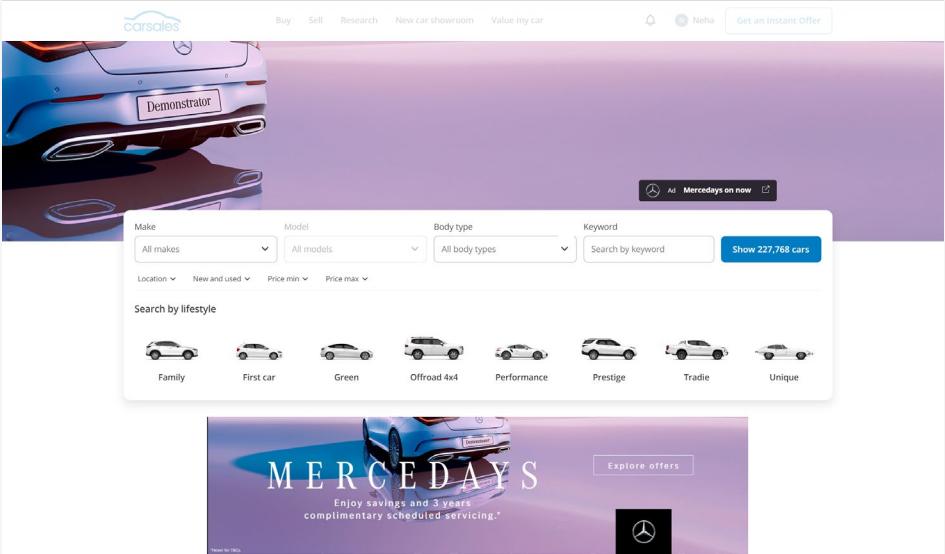 carsales
Buy Sell Research New car showroom Value my car
Neha
Get an Instant Offer
Demonstrator
Ad Mercedays on now
Make Model Body type Keyword
All makes All models All body types Search by keyword Show 227,768 cars
Location New and used Price min Price max
Search by lifestyle
Family First car Green Offroad 4x4 Performance Prestige Tradie Unique
Demonstrator
MERCEDAYS
Explore offers
Enjoy savings and 3 years
complimentary scheduled servicing.*